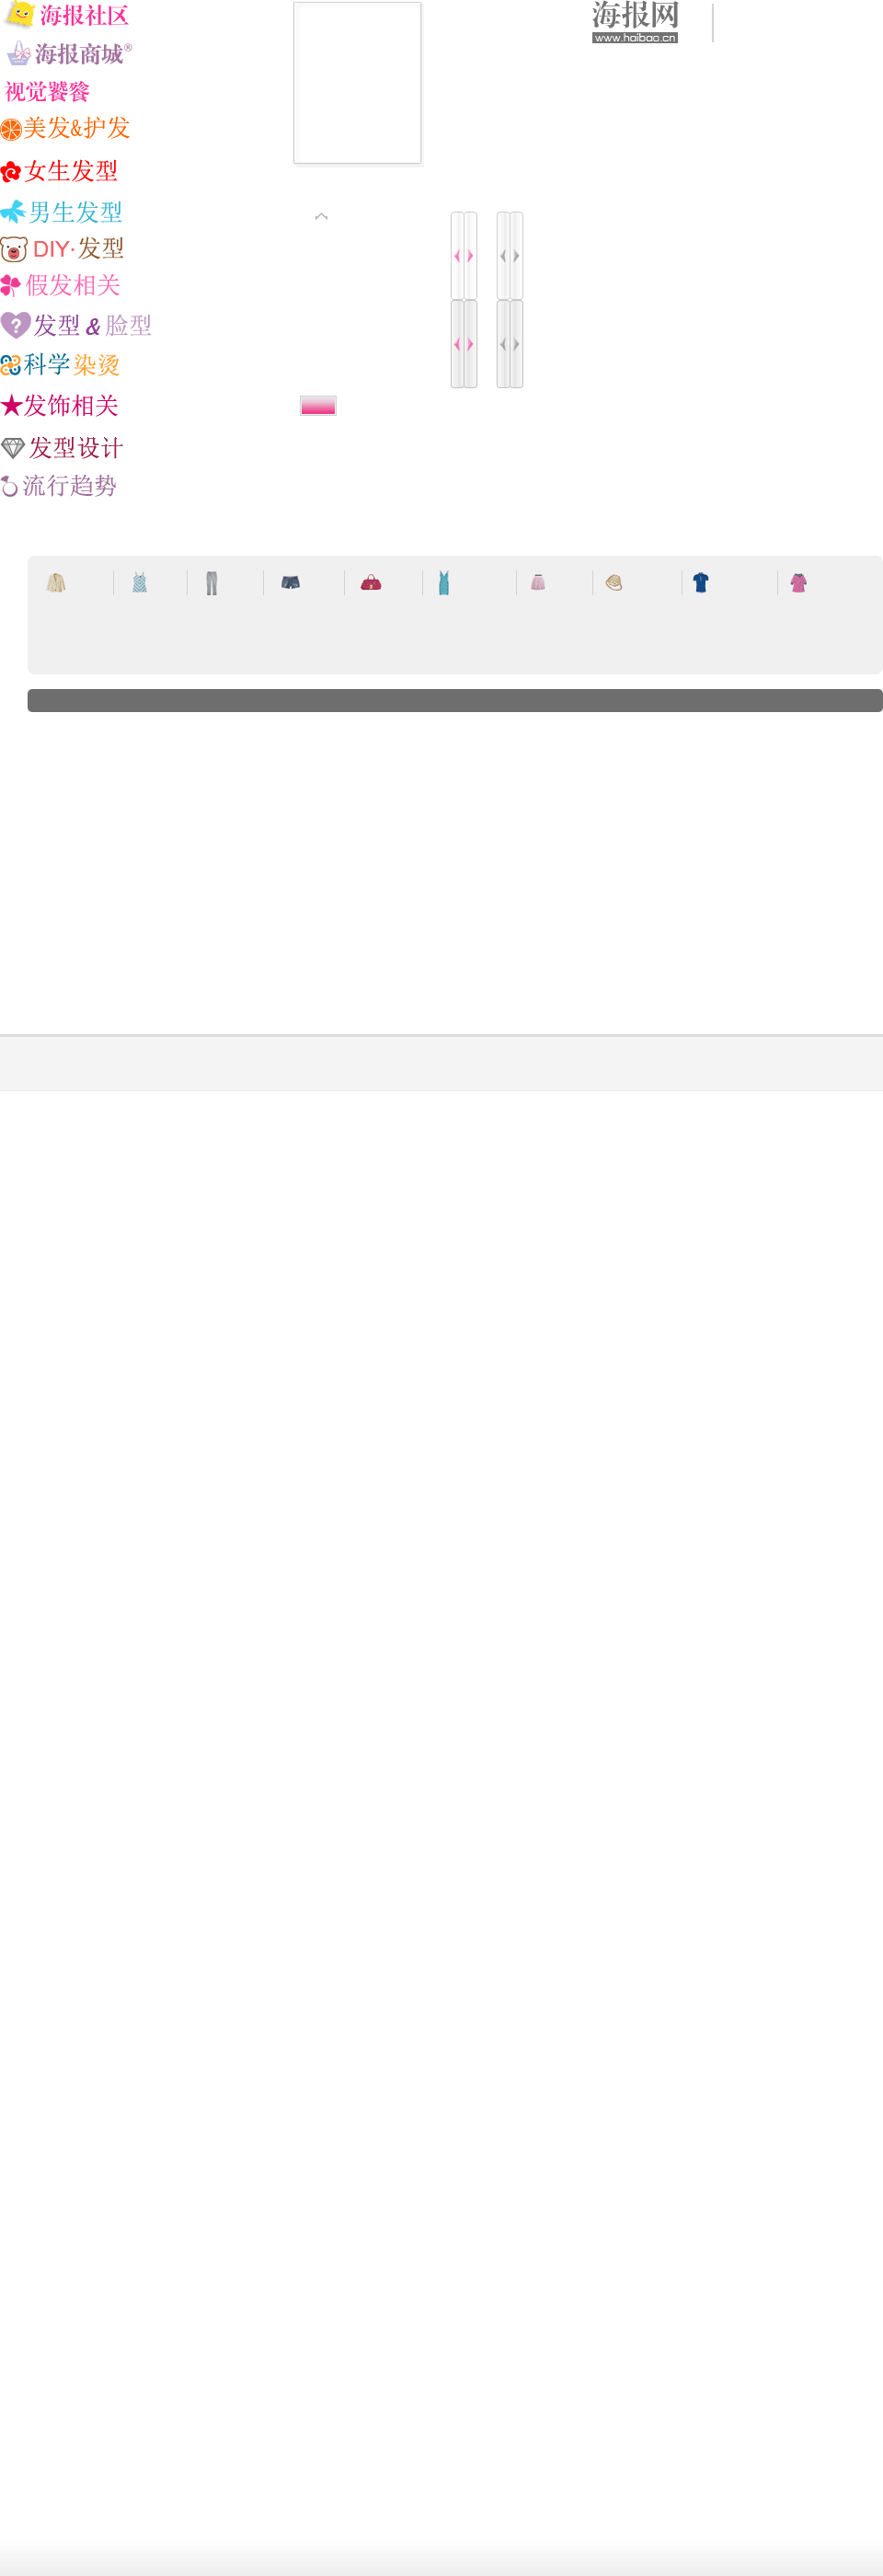 海报社区
海报网
www.haibao.cn
海报商城®
视觉饕餮
美发&护发
女生发型
男生发型
DIY·发型
假发相关
?发型&脸型
科学染烫
发饰相关
发型设计
流行趋势